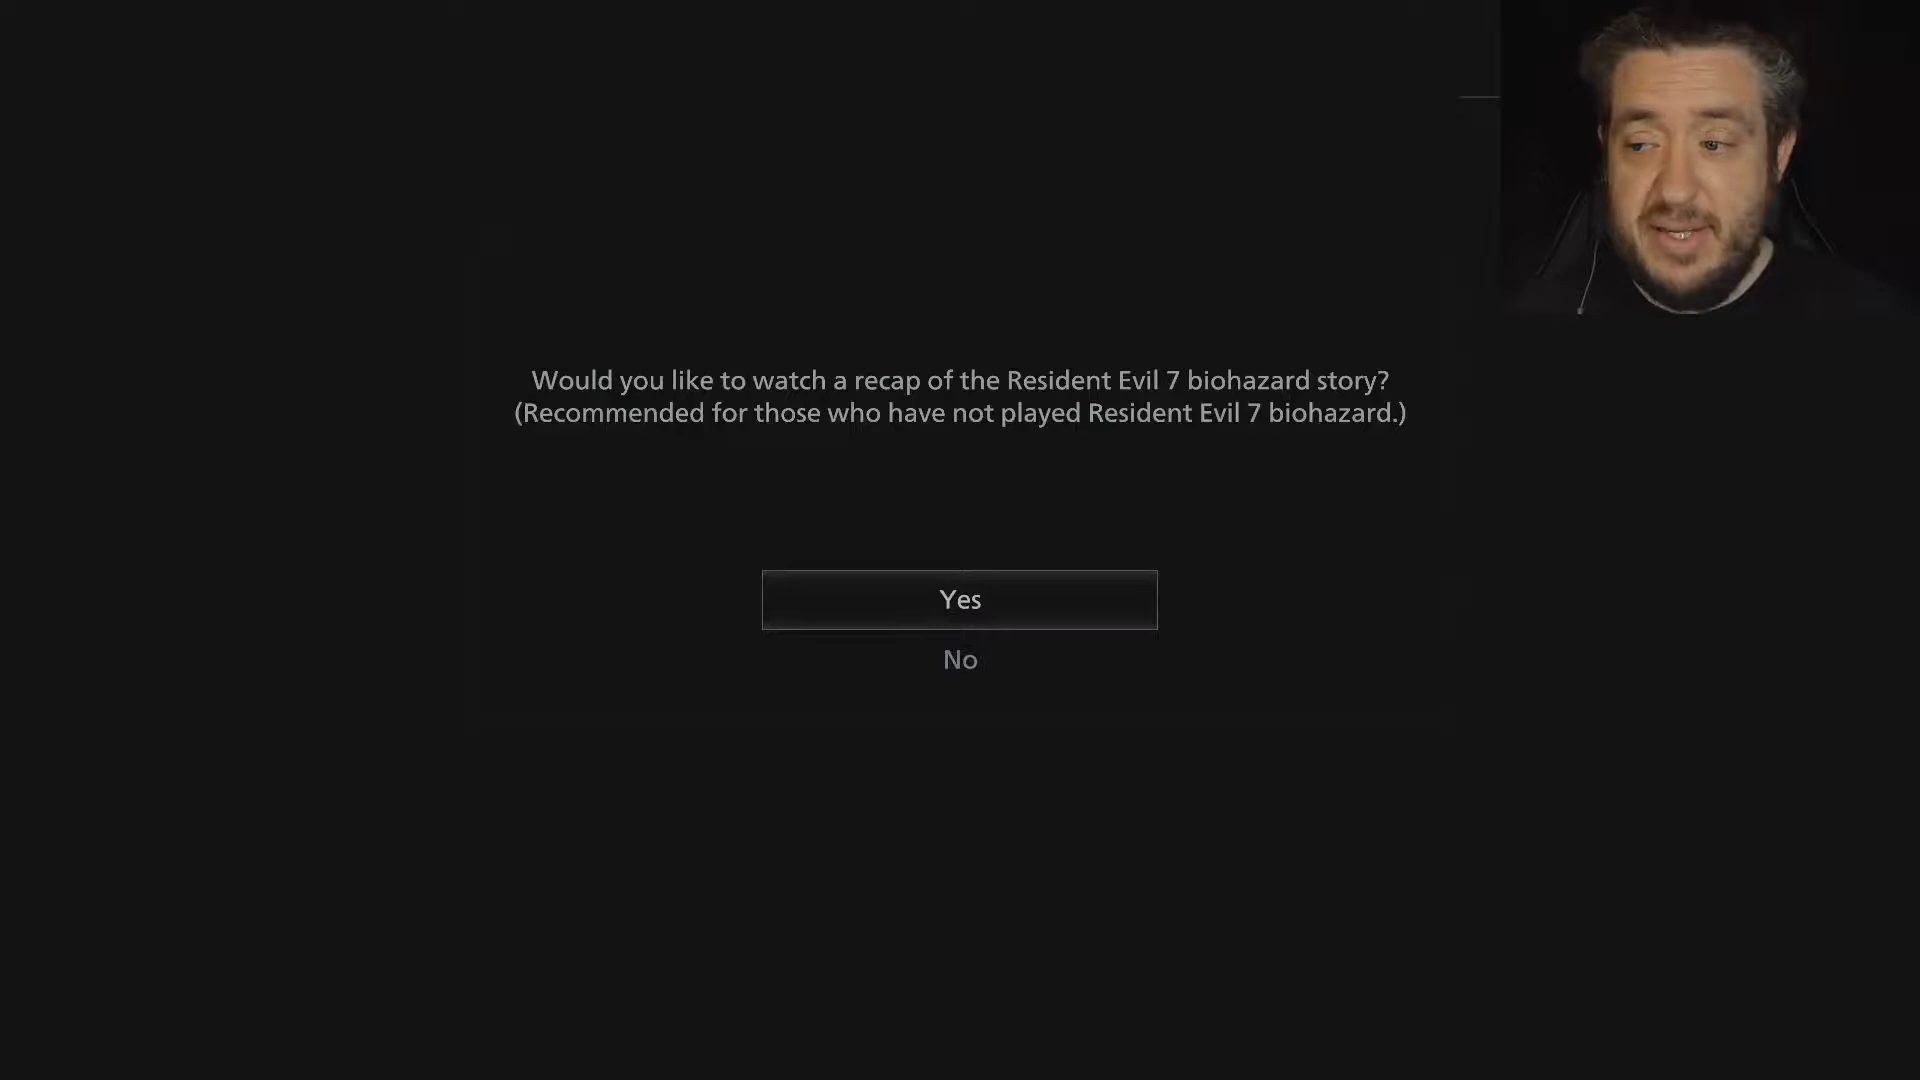 Would you like to watch a recap of the Resident Evil 7 biohazard story?
(Recommended for those who have not played Resident Evil 7 biohazard.)
Yes
No